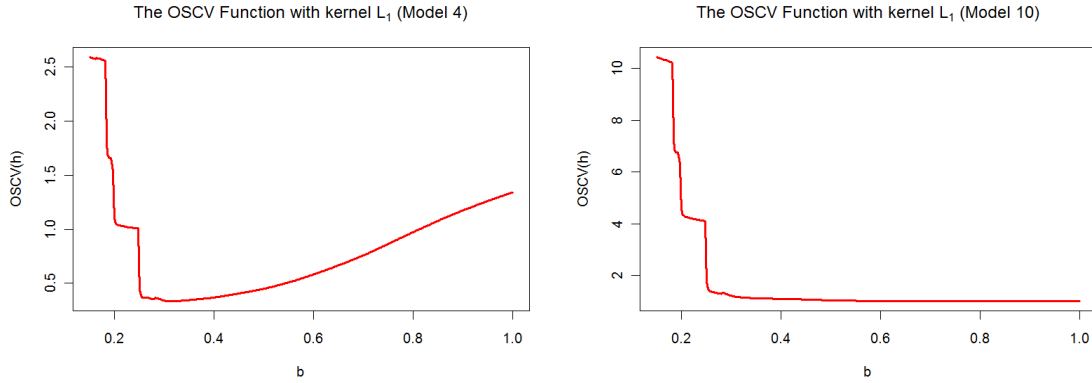 The OSCV Function with kernel L₁ (Model 4)
OSCV(h)
2.5
2.0
1.5
1.0
0.5
0.2 0.4 0.6 0.8 1.0
b
The OSCV Function with kernel L₁ (Model 10)
OSCV(h)
10
8
6
4
2
0.2 0.4 0.6 0.8 1.0
b